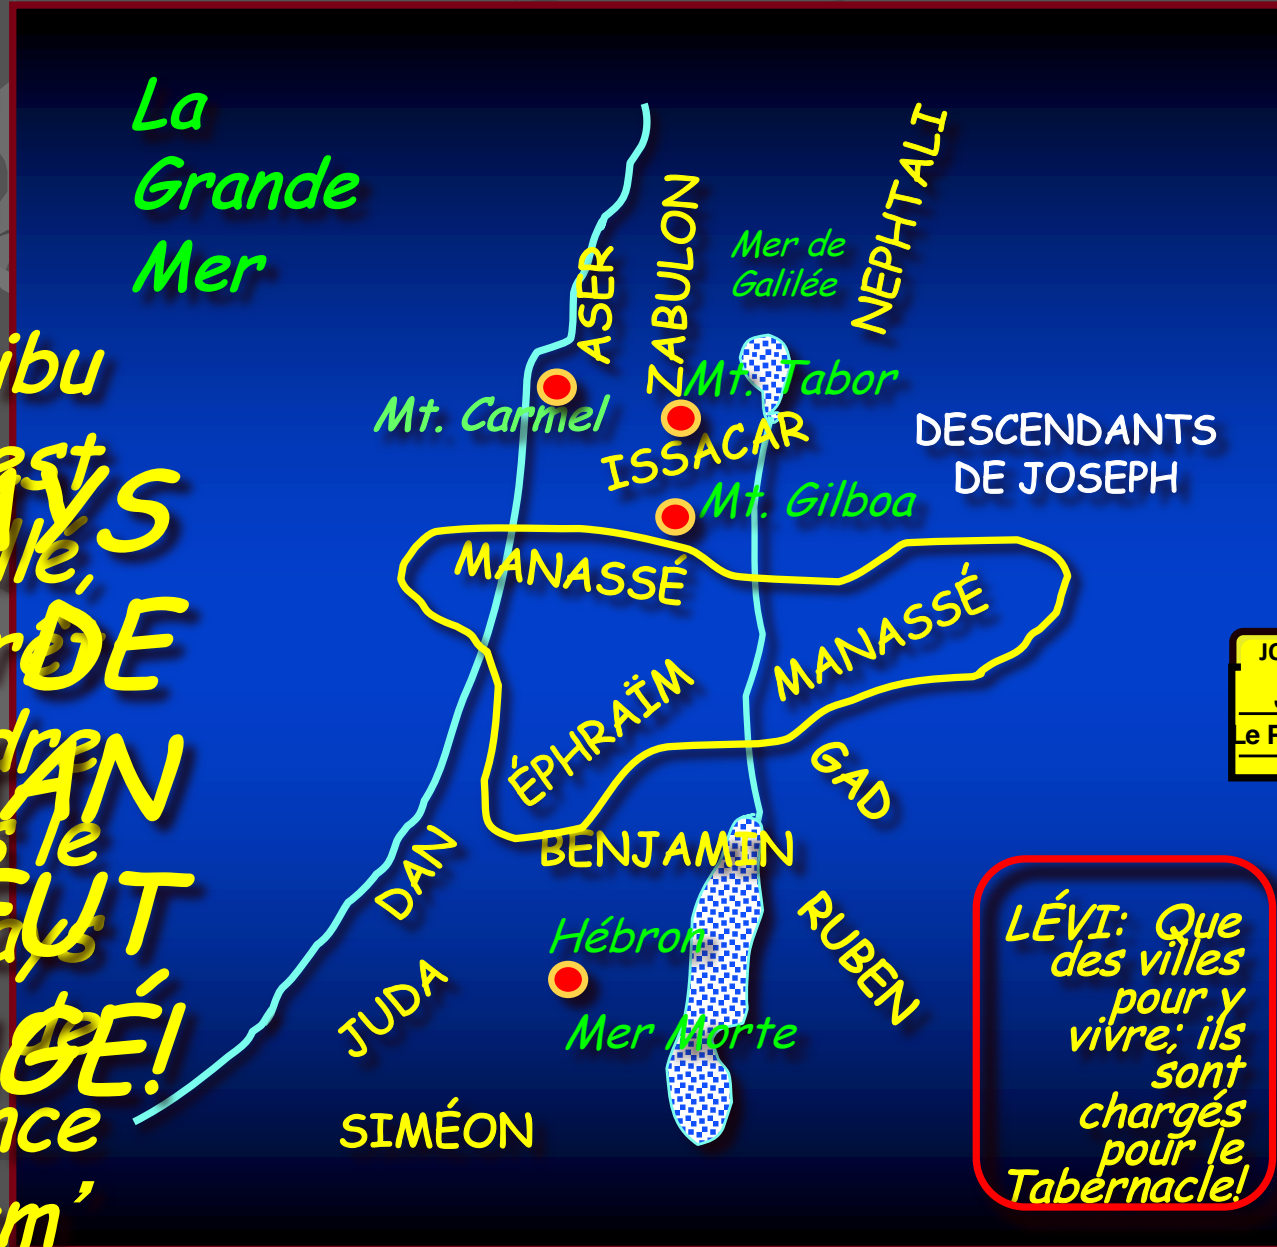 La
Grande
Mer
NEPHTALI
ZABULON
ASER
Mer de
Galilée
Mt. Tabor
Mt. Carmel
ISSACAR
DESCENDANTS
DE JOSEPH
Mt. Gilboa
MANASSÉ
MANASSÉ
ÉPHRAÏM
GAD
DAN
BENJAMIN
RUBEN
Hébron
JUDA
Mer Morte
SIMÉON
LÉVI: Que
des villes
pour y
vivre; ils
sont
chargés
pour le
Tabernacle!
DE
le